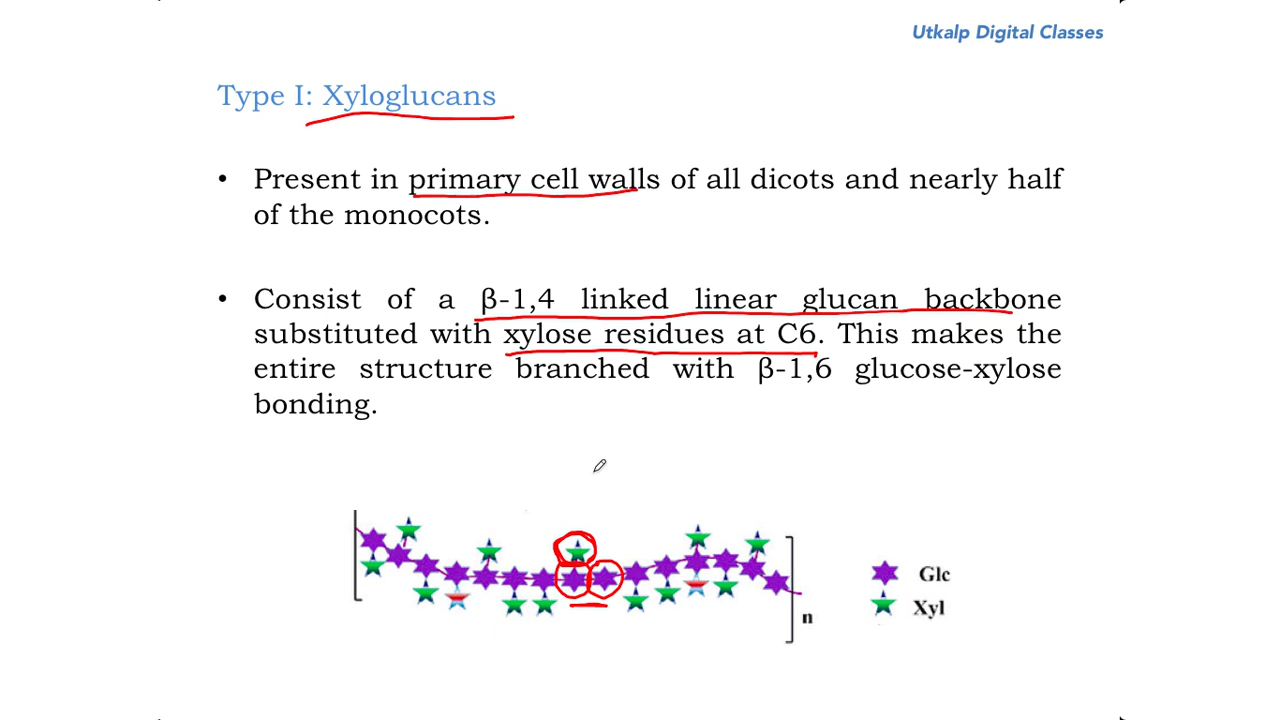 Utkalp Digital Classes
Type I: Xyloglucans
• Present in primary cell walls of all dicots and nearly half
of the monocots.
• Consist of a β-1,4 linked linear glucan backbone
substituted with xylose residues at C6. This makes the
entire structure branched with β-1,6 glucose-xylose
bonding.
Glc
Xyl
n